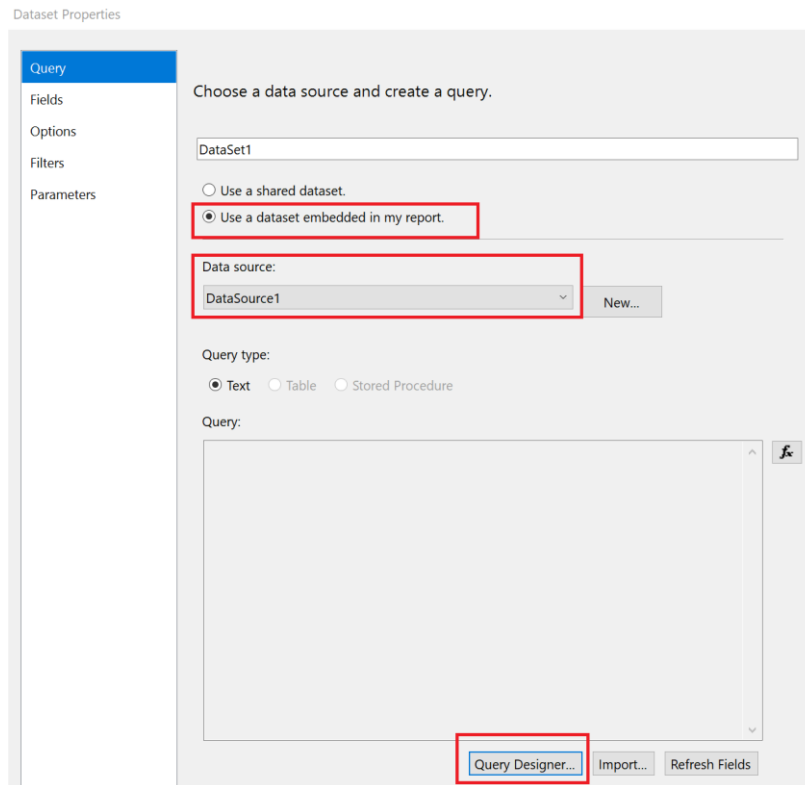 Dataset Properties
Query
Fields
Options
Filters
Parameters
Choose a data source and create a query.
DataSet1
Use a shared dataset.
Use a dataset embedded in my report.
Data source:
DataSource1
New...
Query type:
Text Table Stored Procedure
Query:
fx
Query Designer... Import... Refresh Fields